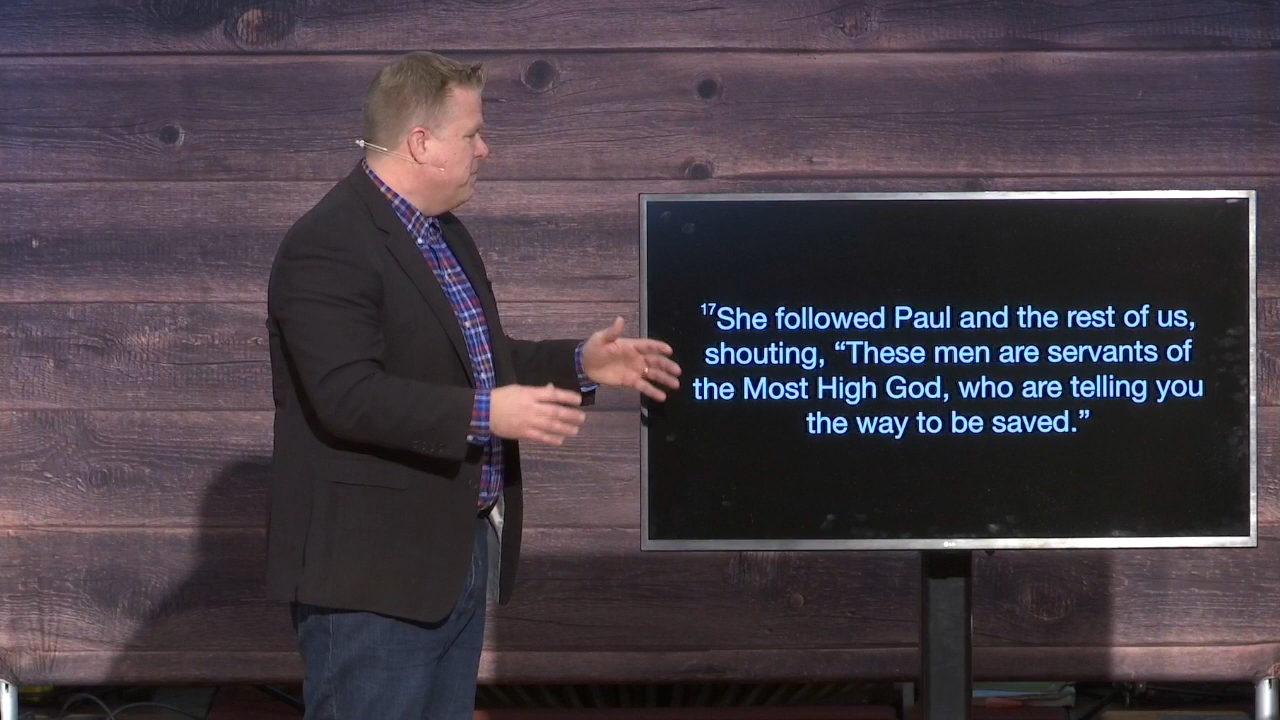 ¹⁷She followed Paul and the rest of us,
shouting, “These men are servants of
the Most High God, who are telling you
the way to be saved.”